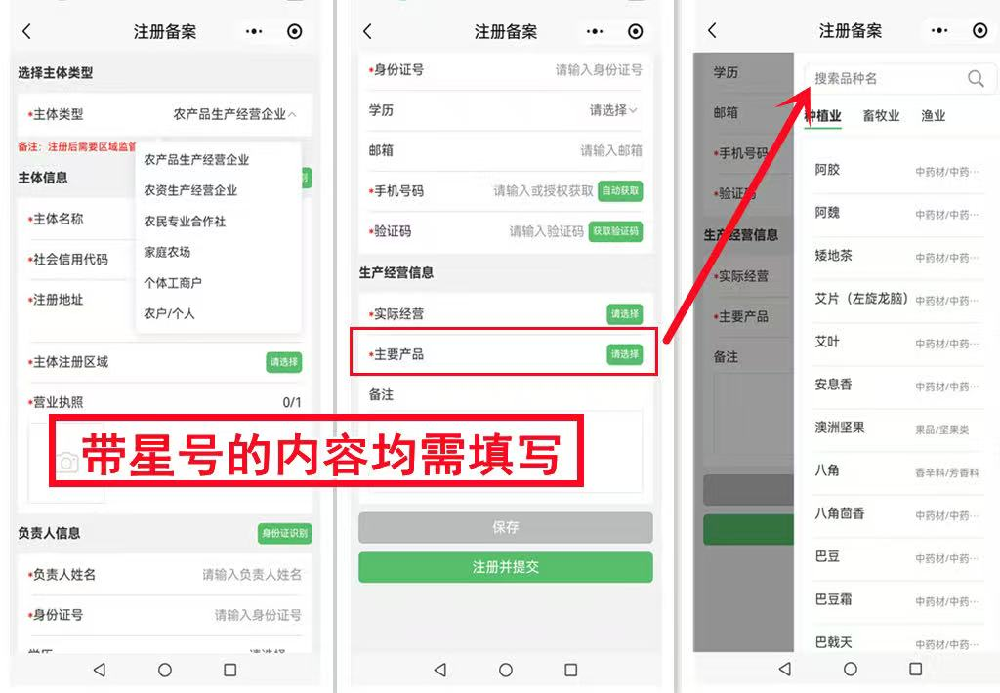 注册备案
选择主体类型
*主体类型 农产品生产经营企业
备注：注册后需要区域监管
农产品生产经营企业
农资生产经营企业
农民专业合作社
家庭农场
个体工商户
农户/个人
主体信息
别
*主体名称
*社会信用代码
*注册地址
*主体注册区域 请选择
*营业执照 0/1
负责人信息 身份证识别
*负责人姓名 请输入负责人姓名
*身份证号 请输入身份证号
学历 请选择
注册备案
*身份证号 请输入身份证号
学历 请选择
邮箱 请输入邮箱
*手机号码 请输入或授权获取 自动获取
*验证码 请输入验证码 获取验证码
生产经营信息
*实际经营 请选择
*主要产品 请选择
备注
带星号的内容均需填写
保存
注册并提交
注册备案
学历
邮箱
*手机号码
*验证码
生产经营信息
*实际经营
*主要产品
备注
搜索品种名
种植业 畜牧业 渔业
阿胶 中药材/中药…
阿魏 中药材/中药…
矮地茶 中药材/中药…
艾片（左旋龙脑） 中药材/中药…
艾叶 中药材/中药…
安息香 中药材/中药…
澳洲坚果 果品/坚果类
八角 香辛料/芳香料
八角茴香 中药材/中药…
巴豆 中药材/中药…
巴豆霜 中药材/中药…
巴戟天 中药材/中药…